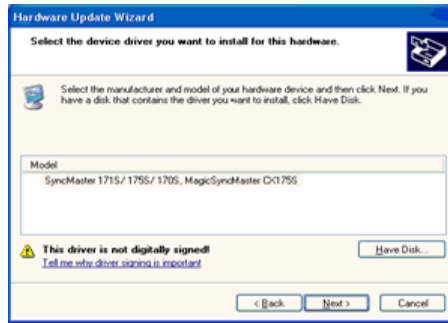 Hardware Update Wizard
Select the device driver you want to install for this hardware.
Select the manufacturer and model of your hardware device and then click Next. If you
have a disk that contains the driver you want to install, click Have Disk.
Model
SyncMaster 171S/ 175S/ 170S, MagicSyncMaster CX175S
This driver is not digitally signed!
Have Disk...
Tell me why driver signing is important
< Back
Next >
Cancel